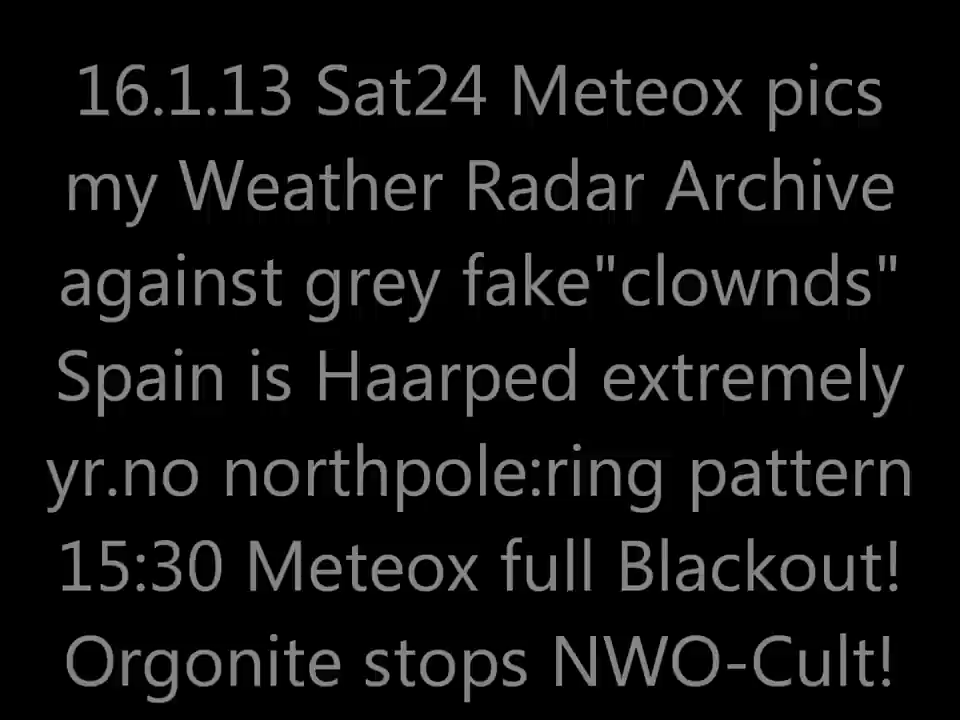 16.1.13 Sat24 Meteox pics
my Weather Radar Archive
against grey fake"clownds"
Spain is Haarped extremely
yr.no northpole:ring pattern
15:30 Meteox full Blackout!
Orgonite stops NWO-Cult!